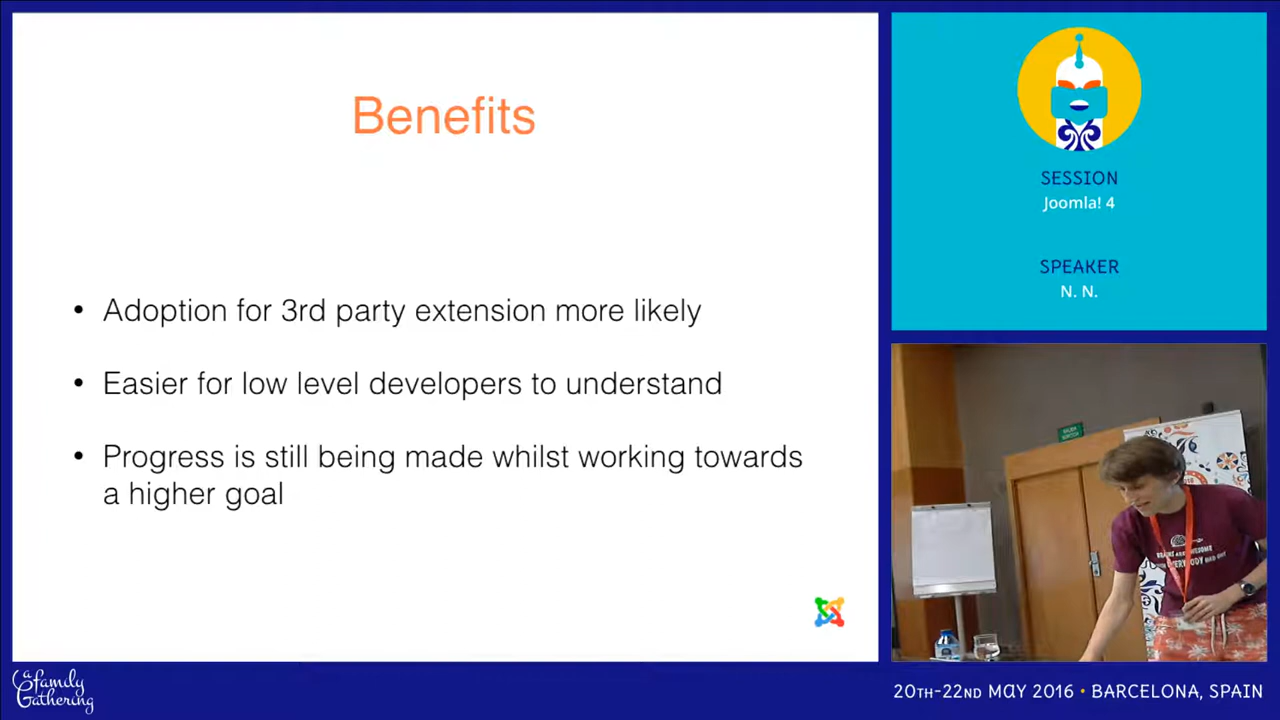 Benefits
• Adoption for 3rd party extension more likely
• Easier for low level developers to understand
• Progress is still being made whilst working towards
a higher goal
SESSION
Joomla! 4
SPEAKER
N. N.
a family
Gathering
20TH-22ND MAY 2016 • BARCELONA, SPAIN